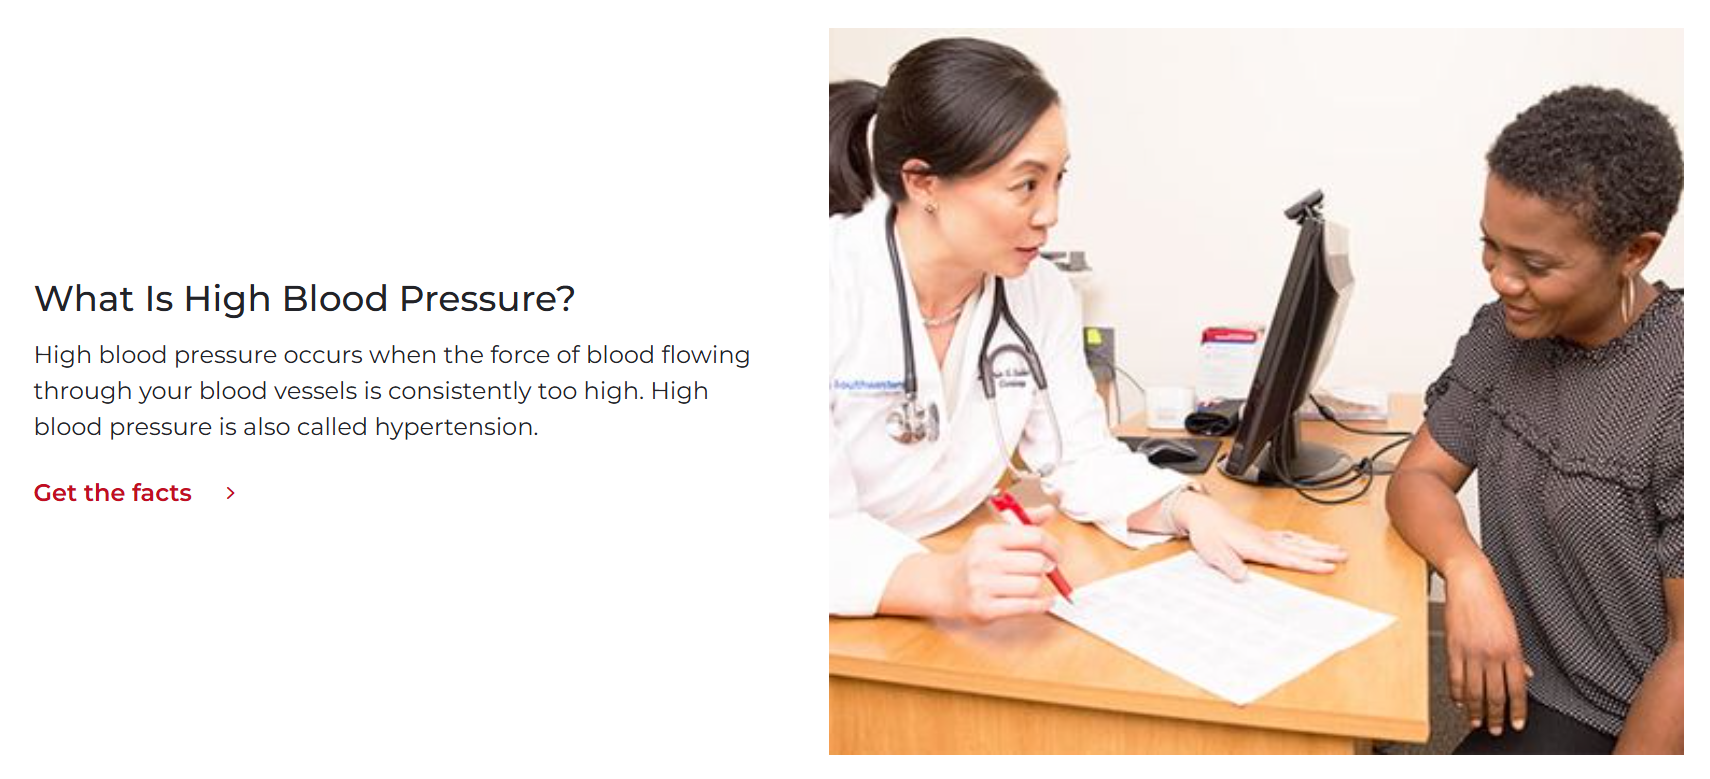 What Is High Blood Pressure?
High blood pressure occurs when the force of blood flowing
through your blood vessels is consistently too high. High
blood pressure is also called hypertension.
Get the facts
Southwestern